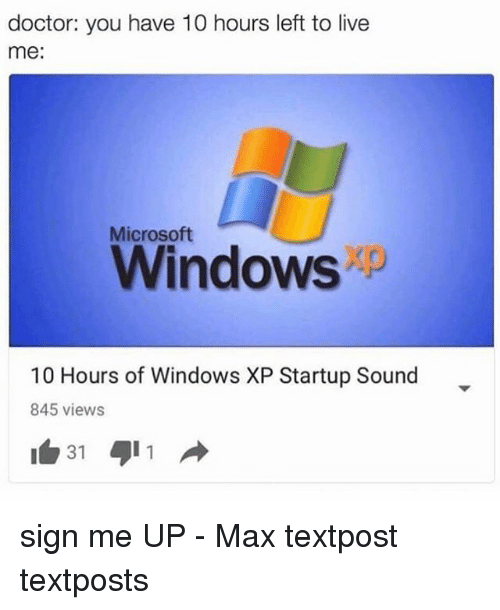 doctor: you have 10 hours left to live
me:
Microsoft
Windows xp
10 Hours of Windows XP Startup Sound
845 views
31 1
sign me UP - Max textpost
textposts